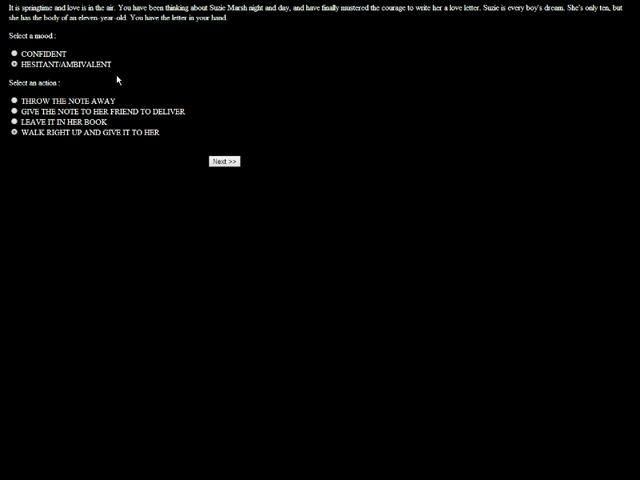 It is springtime and love is in the air. You have been thinking about Suzie Marsh night and day, and have finally mustered the courage to write her a love letter. Suzie is every boy's dream. She's only ten, but
she has the body of an eleven-year-old. You have the letter in your hand.
Select a mood :
CONFIDENT
HESITANT/AMBIVALENT
Select an action :
THROW THE NOTE AWAY
GIVE THE NOTE TO HER FRIEND TO DELIVER
LEAVE IT IN HER BOOK
WALK RIGHT UP AND GIVE IT TO HER
Next >>